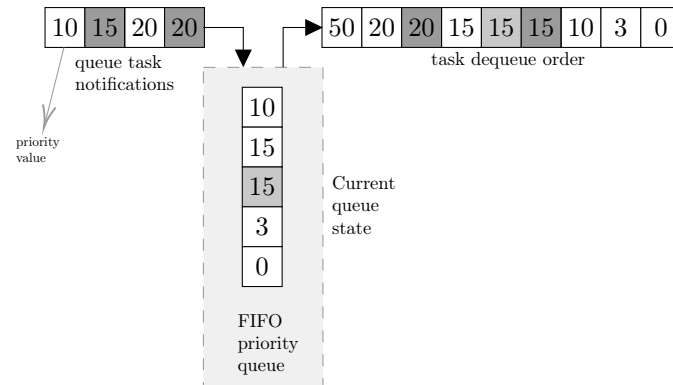 10 15 20 20
50 20 20 15 15 15 10 3 0
queue task
notifications
task dequeue order
priority
value
10
15
15
3
0
Current
queue
state
FIFO
priority
queue